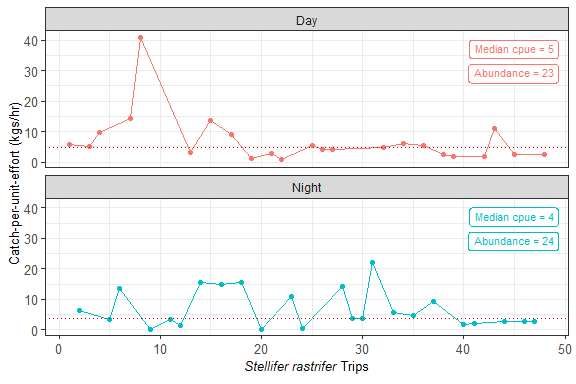 Day
Median cpue = 5
Abundance = 23
40
30
20
10
0
Catch-per-unit-effort (kgs/hr)
Night
Median cpue = 4
Abundance = 24
40
30
20
10
0
0 10 20 30 40 50
Stellifer rastrifer Trips